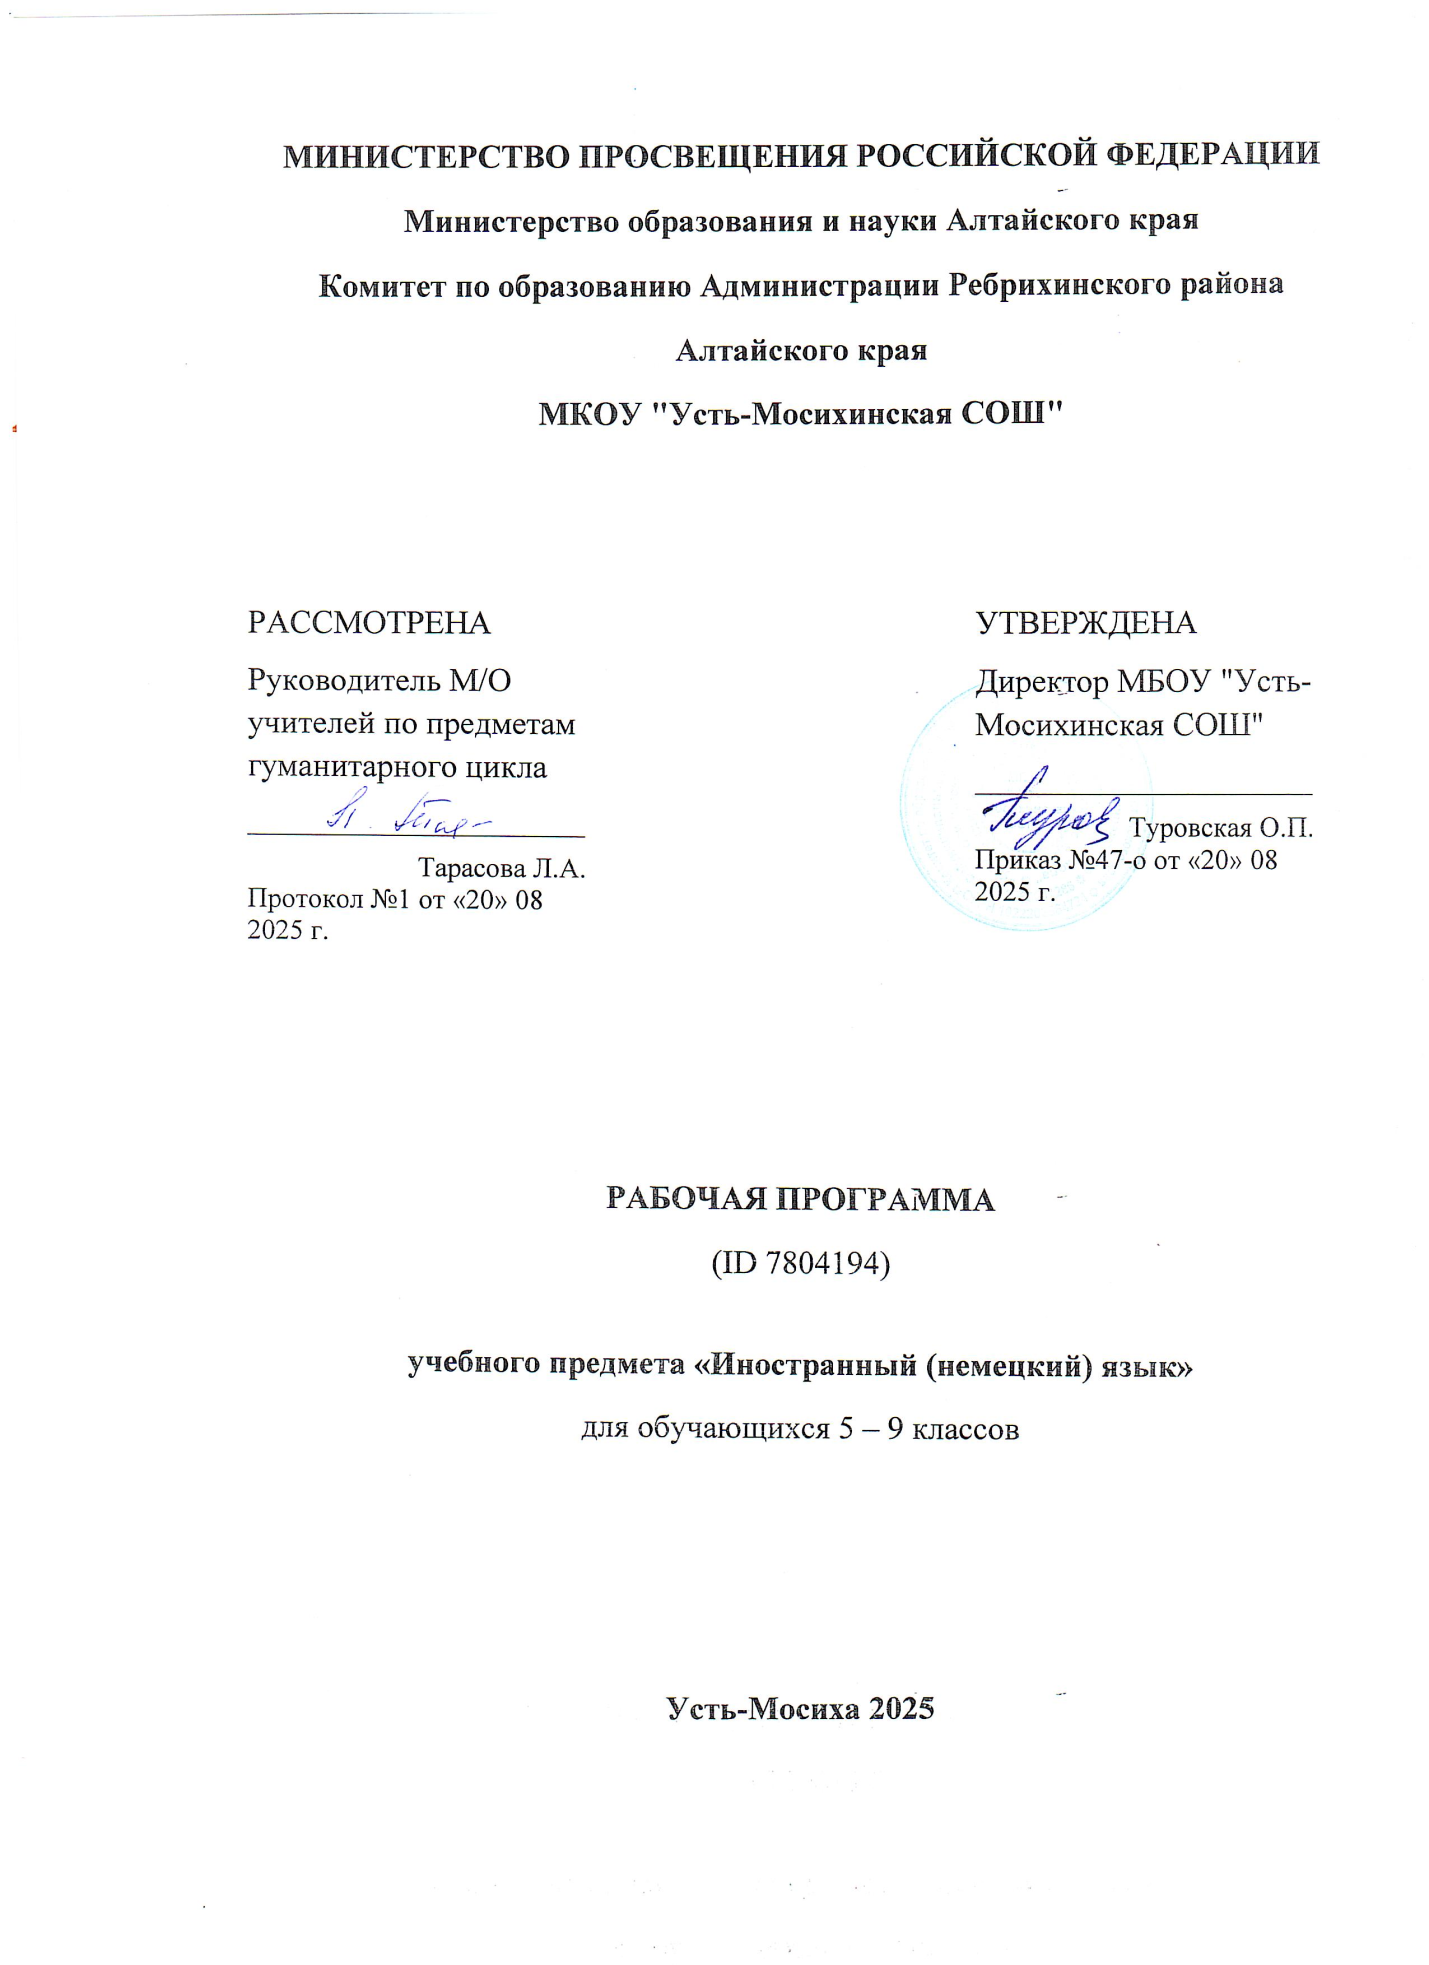 МИНИСТЕРСТВО ПРОСВЕЩЕНИЯ РОССИЙСКОЙ ФЕДЕРАЦИИ
Министерство образования и науки Алтайского края
Комитет по образованию Администрации Ребрихинского района
Алтайского края
МКОУ "Усть-Мосихинская СОШ"
РАССМОТРЕНА
Руководитель М/О
учителей по предметам
гуманитарного цикла
Тарасова Л.А.
Протокол №1 от «20» 08
2025 г.
УТВЕРЖДЕНА
Директор МБОУ "Усть-
Мосихинская СОШ"
Туровская О.П.
Приказ №47-о от «20» 08
2025 г.
РАБОЧАЯ ПРОГРАММА
(ID 7804194)
учебного предмета «Иностранный (немецкий) язык»
для обучающихся 5 – 9 классов
Усть-Мосиха 2025